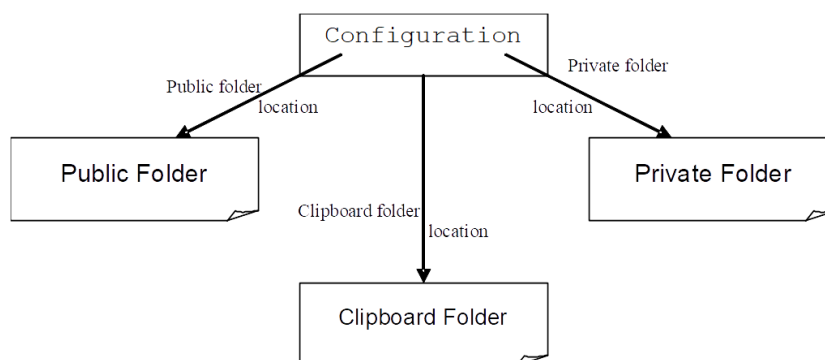 Configuration
Public folder
location
Private folder
location
Public Folder
Private Folder
Clipboard folder
location
Clipboard Folder